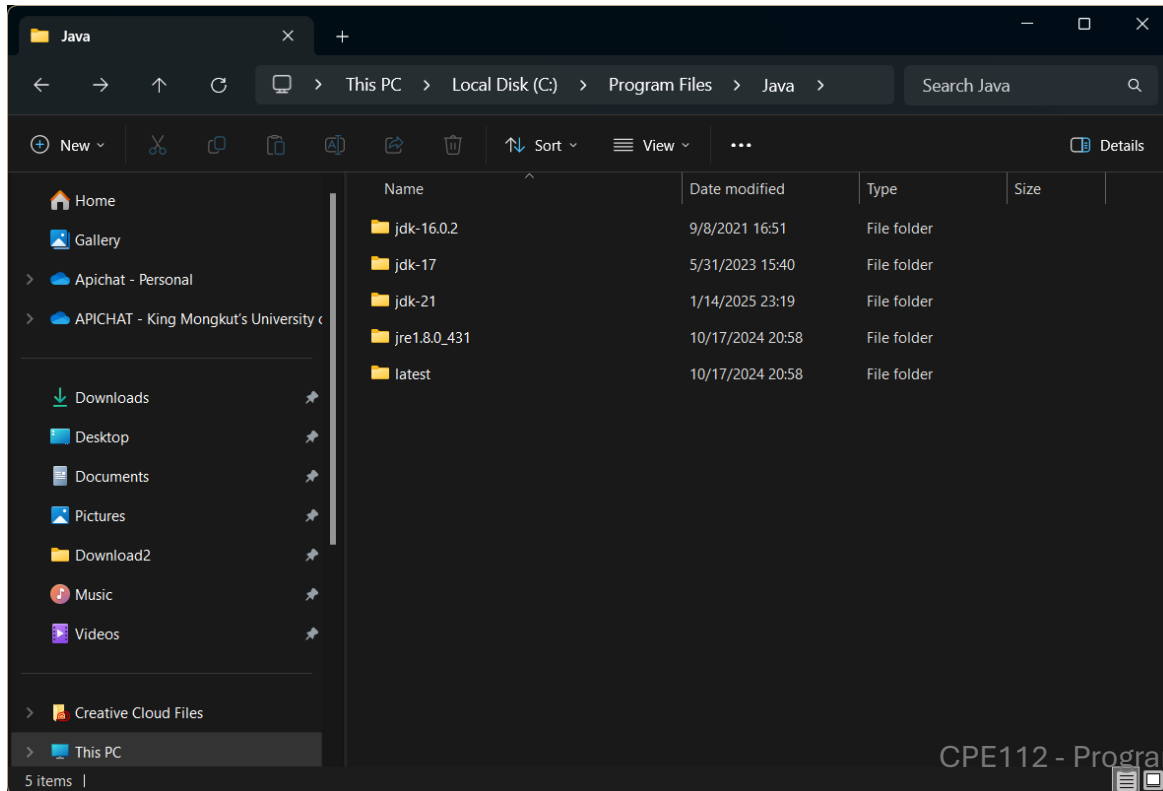 Java
This PC > Local Disk (C:) > Program Files > Java >
Search Java
New
Sort
View
Details
Home
Gallery
Apichat - Personal
APICHAT - King Mongkut's University
Downloads
Desktop
Documents
Pictures
Download2
Music
Videos
Creative Cloud Files
This PC
Name Date modified Type Size
jdk-16.0.2 9/8/2021 16:51 File folder
jdk-17 5/31/2023 15:40 File folder
jdk-21 1/14/2025 23:19 File folder
jre1.8.0_431 10/17/2024 20:58 File folder
latest 10/17/2024 20:58 File folder
CPE112 - Progra
5 items